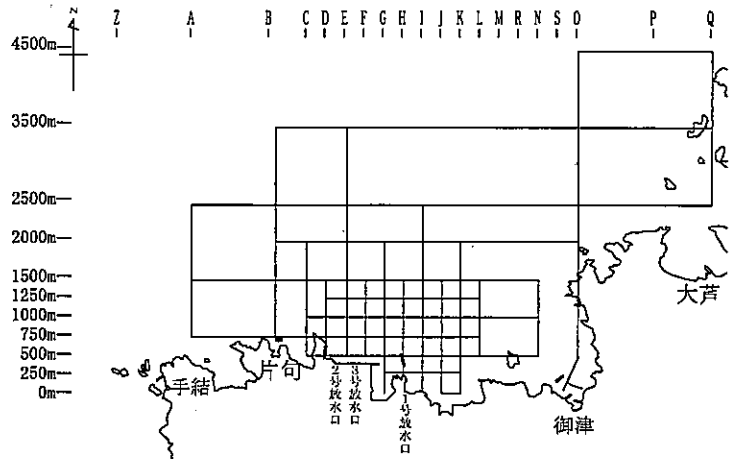 N
Z A B C D E F G H I J K L M R N S O P Q
4500m
3500m
2500m
2000m
1500m
1250m
1000m
750m
500m
250m
0m
大芦
手結
片句
2号放水口
3号放水口
1号放水口
御津